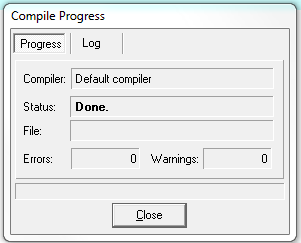 Compile Progress
Progress Log
Compiler: Default compiler
Status: Done.
File:
Errors: 0 Warnings: 0
Close